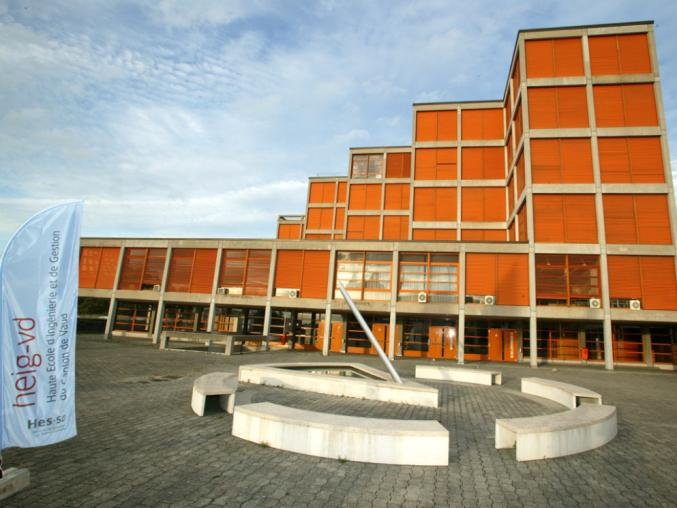 heig-vd
Haute Ecole d'Ingénierie et de Gestion
du Canton de Vaud
Hes-so